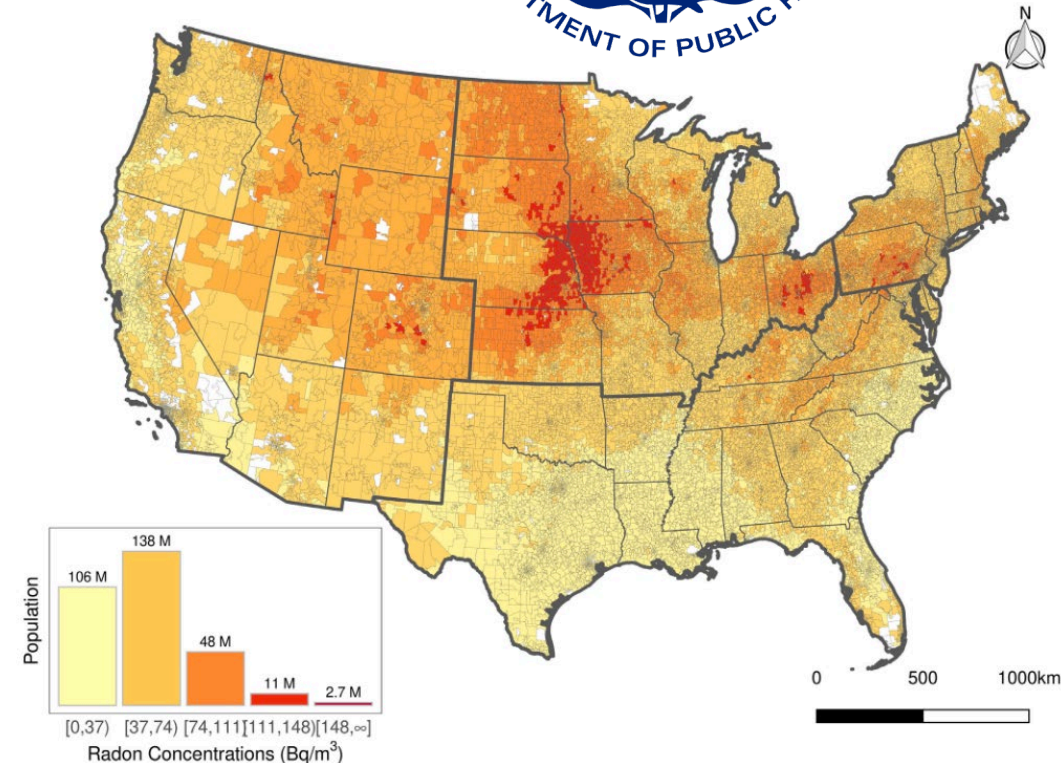 TMENT OF PUBLIC H
N
138 M
106 M
48 M
11 M
2.7 M
Population
[0,37) [37,74) [74,111) [111,148) [148,∞]
Radon Concentrations (Bq/m³)
0 500 1000km